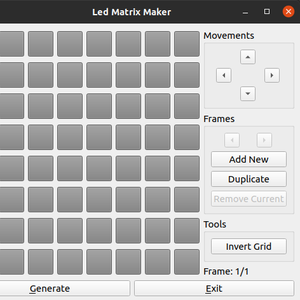 Led Matrix Maker
Movements
Frames
Add New
Duplicate
Remove Current
Tools
Invert Grid
Frame: 1/1
Generate
Exit